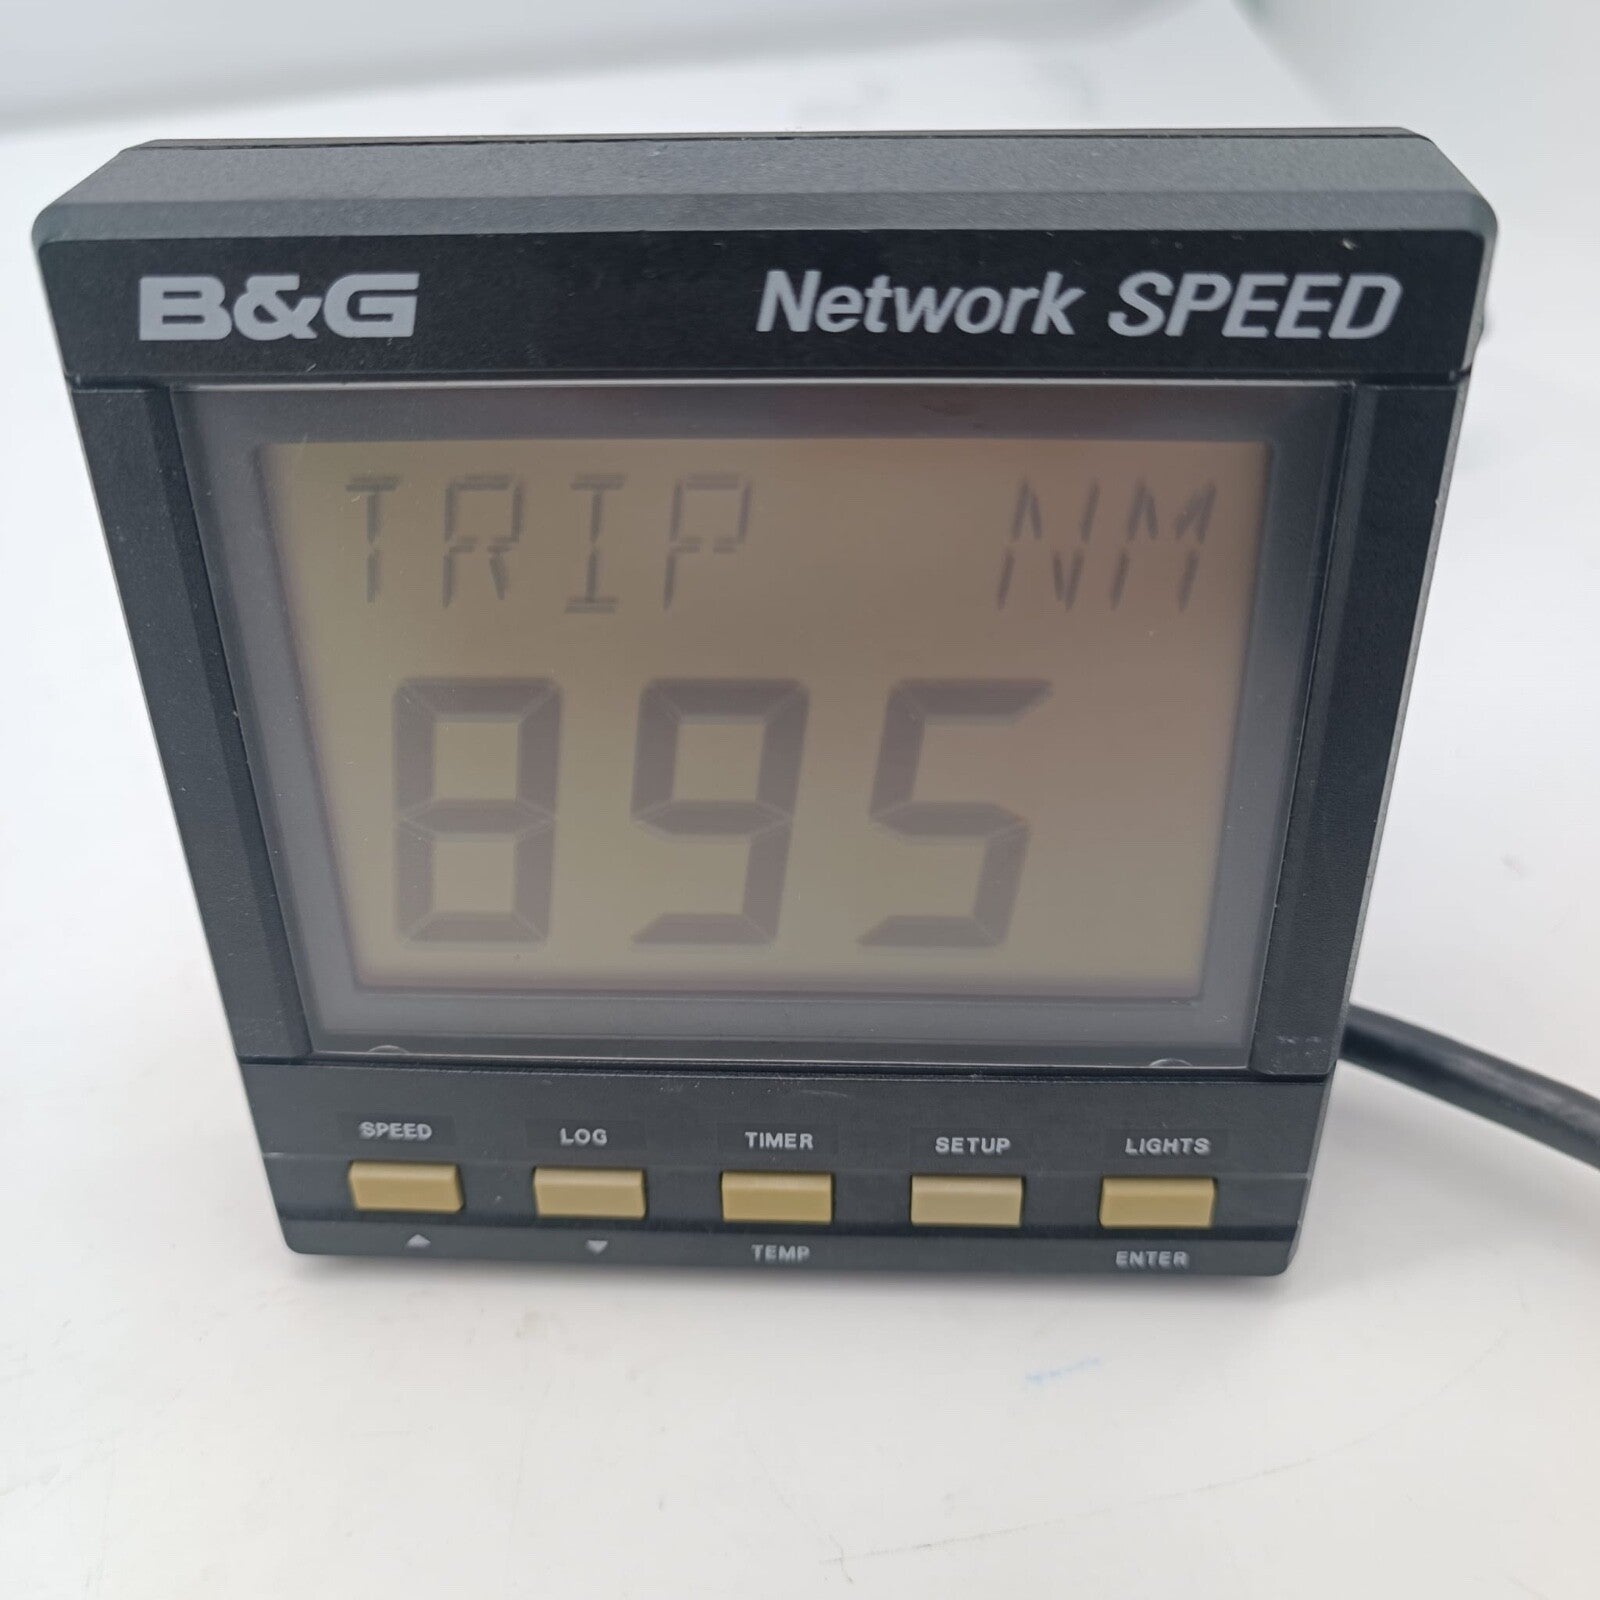 B&G Network SPEED
TRIP NM
895
SPEED LOG TIMER SETUP LIGHTS
▲ ▼ TEMP ENTER